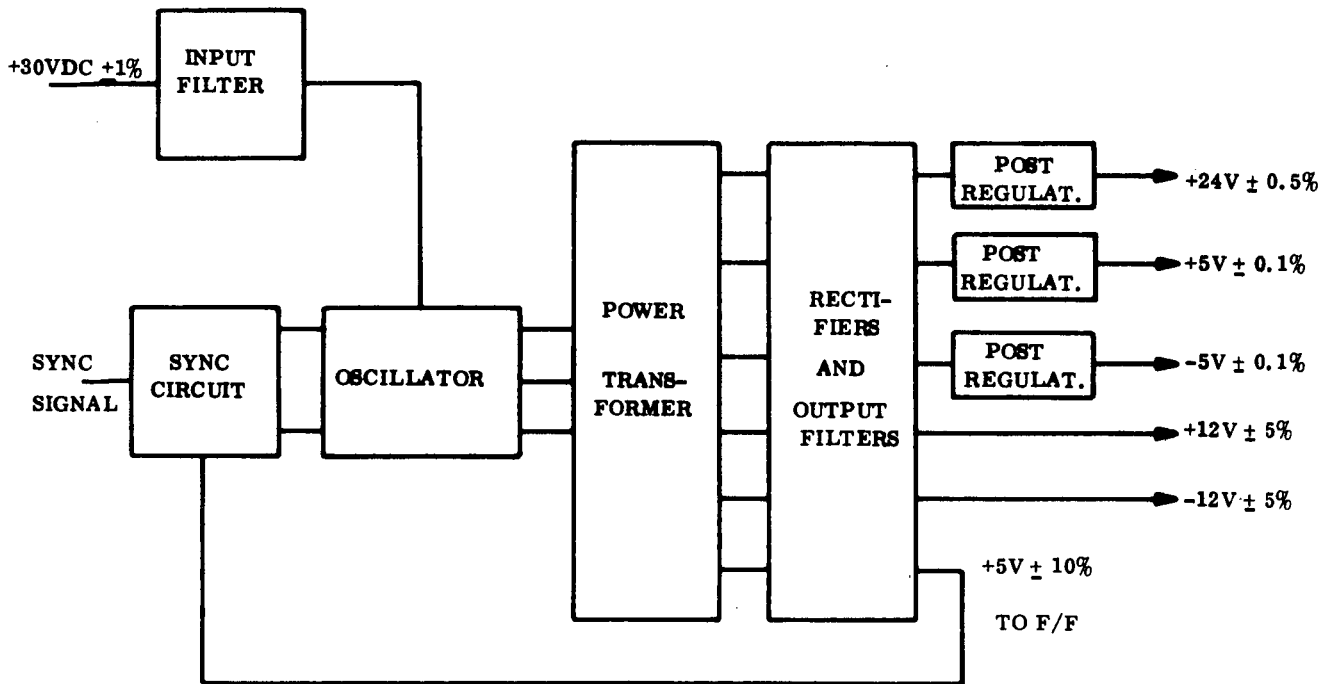 +30VDC ±1%
INPUT
FILTER
SYNC
SIGNAL
SYNC
CIRCUIT
OSCILLATOR
POWER
TRANS-
FORMER
RECTI-
FIERS
AND
OUTPUT
FILTERS
POST
REGULAT.
+24V ± 0.5%
POST
REGULAT.
+5V ± 0.1%
POST
REGULAT.
-5V ± 0.1%
+12V ± 5%
-12V ± 5%
+5V ± 10%
TO F/F